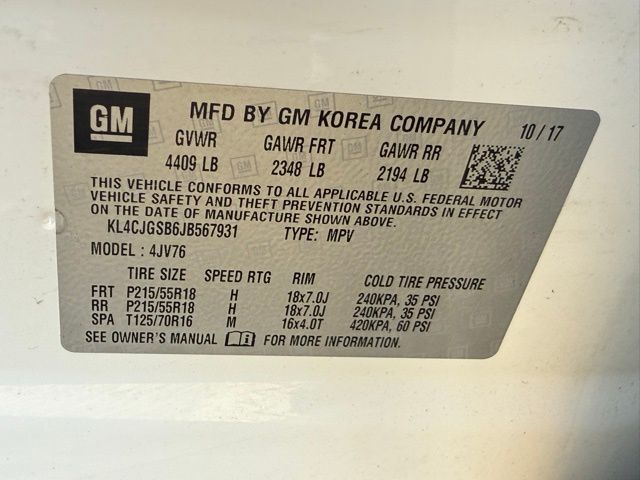 GM MFD BY GM KOREA COMPANY 10/17
GVWR GAWR FRT GAWR RR
4409 LB 2348 LB 2194 LB
THIS VEHICLE CONFORMS TO ALL APPLICABLE U.S. FEDERAL MOTOR
VEHICLE SAFETY AND THEFT PREVENTION STANDARDS IN EFFECT
ON THE DATE OF MANUFACTURE SHOWN ABOVE.
KL4CJGSB6JB567931 TYPE: MPV
MODEL : 4JV76
TIRE SIZE SPEED RTG RIM COLD TIRE PRESSURE
FRT P215/55R18 H 18x7.0J 240KPA, 35 PSI
RR P215/55R18 H 18x7.0J 240KPA, 35 PSI
SPA T125/70R16 M 16x4.0T 420KPA, 60 PSI
SEE OWNER'S MANUAL FOR MORE INFORMATION.